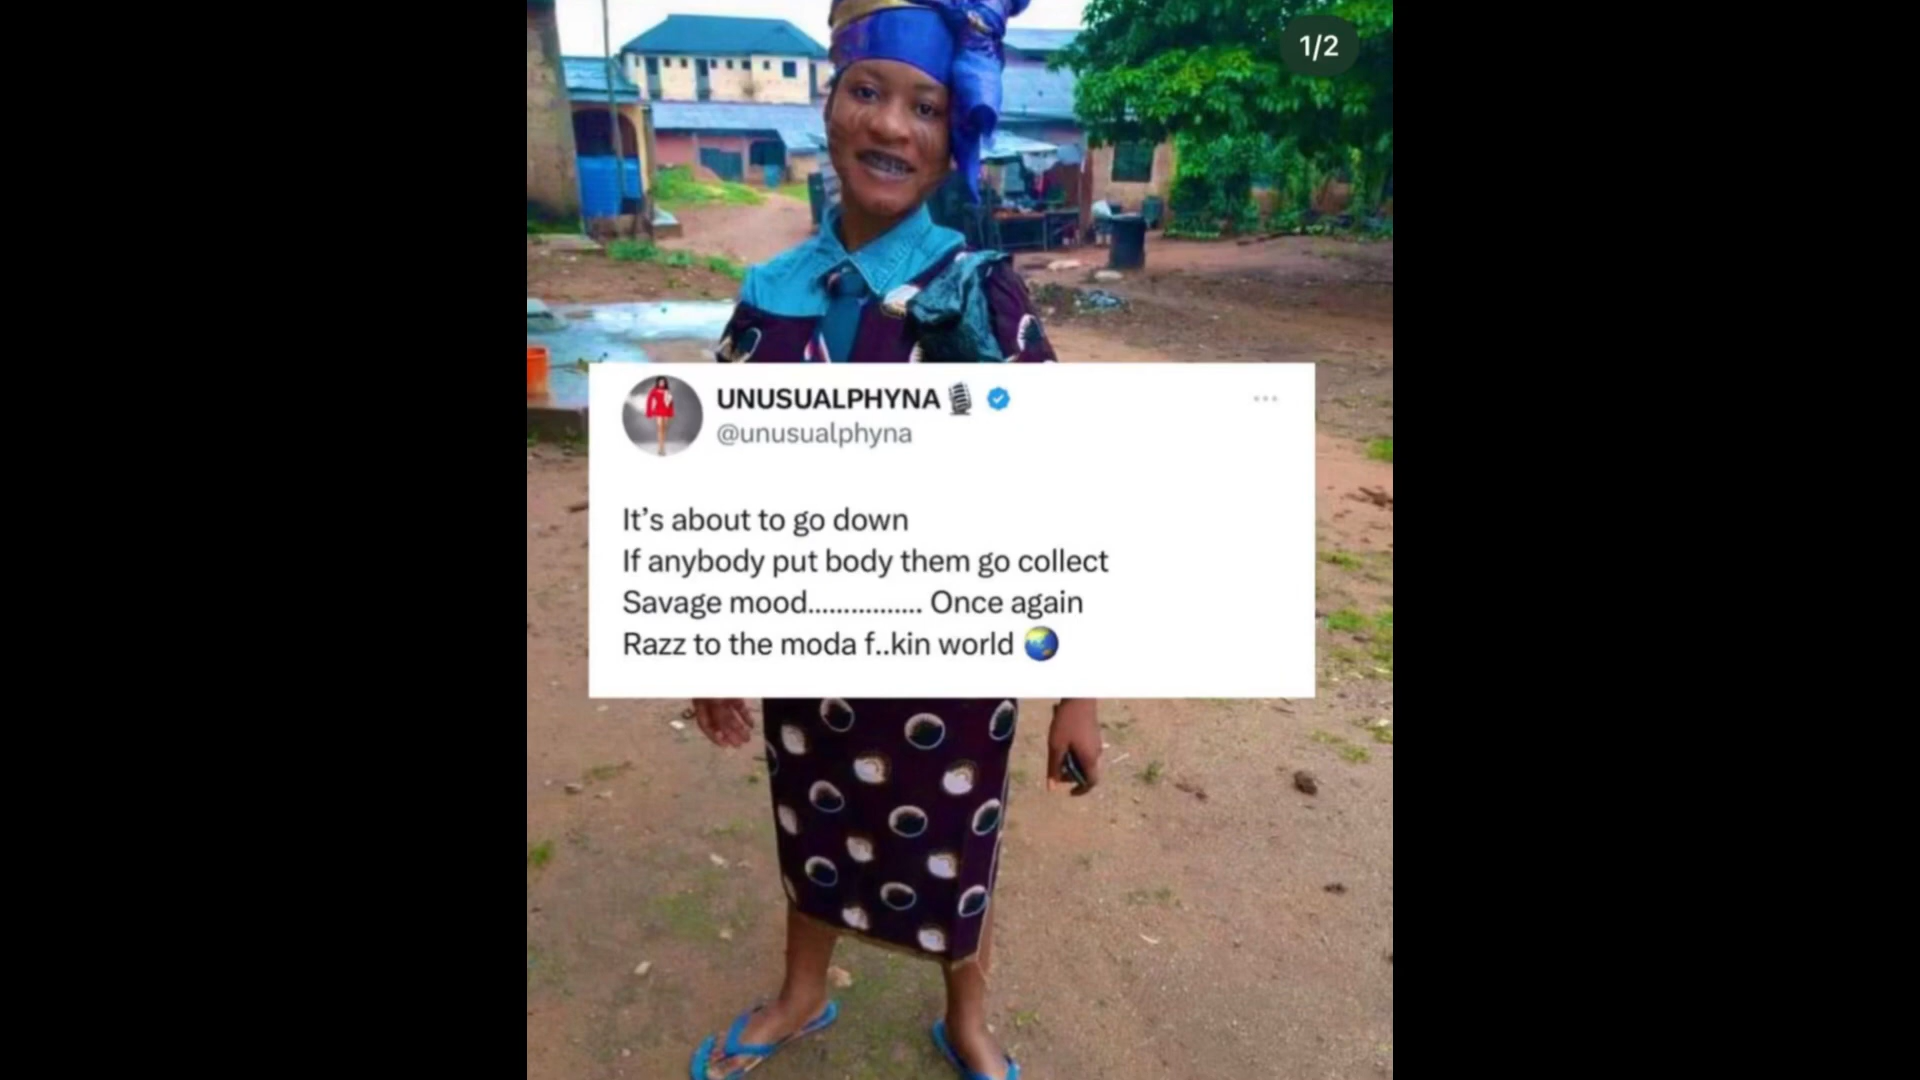 1/2
UNUSUALPHYNA🎙️
@unusualphyna
It's about to go down
If anybody put body them go collect
Savage mood................ Once again
Razz to the moda f..kin world 🌏